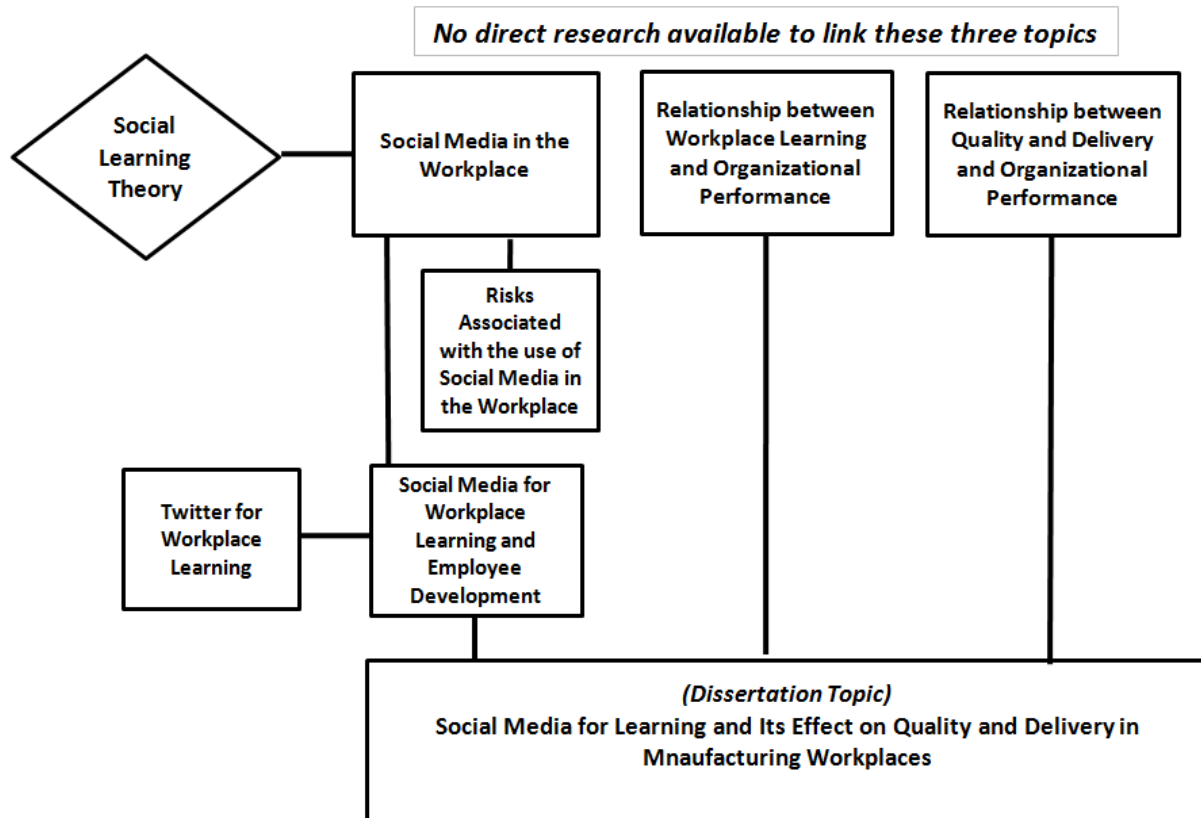 No direct research available to link these three topics
Social
Learning
Theory
Social Media in the
Workplace
Relationship between
Workplace Learning
and Organizational
Performance
Relationship between
Quality and Delivery
and Organizational
Performance
Risks
Associated
with the use of
Social Media in
the Workplace
Twitter for
Workplace
Learning
Social Media for
Workplace
Learning and
Employee
Development
(Dissertation Topic)
Social Media for Learning and Its Effect on Quality and Delivery in
Mnaufacturing Workplaces